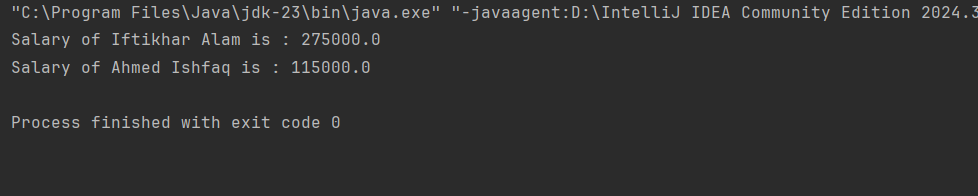 "C:\Program Files\Java\jdk-23\bin\java.exe" "-javaagent:D:\IntelliJ IDEA Community Edition 2024.3
Salary of Iftikhar Alam is : 275000.0
Salary of Ahmed Ishfaq is : 115000.0
Process finished with exit code 0